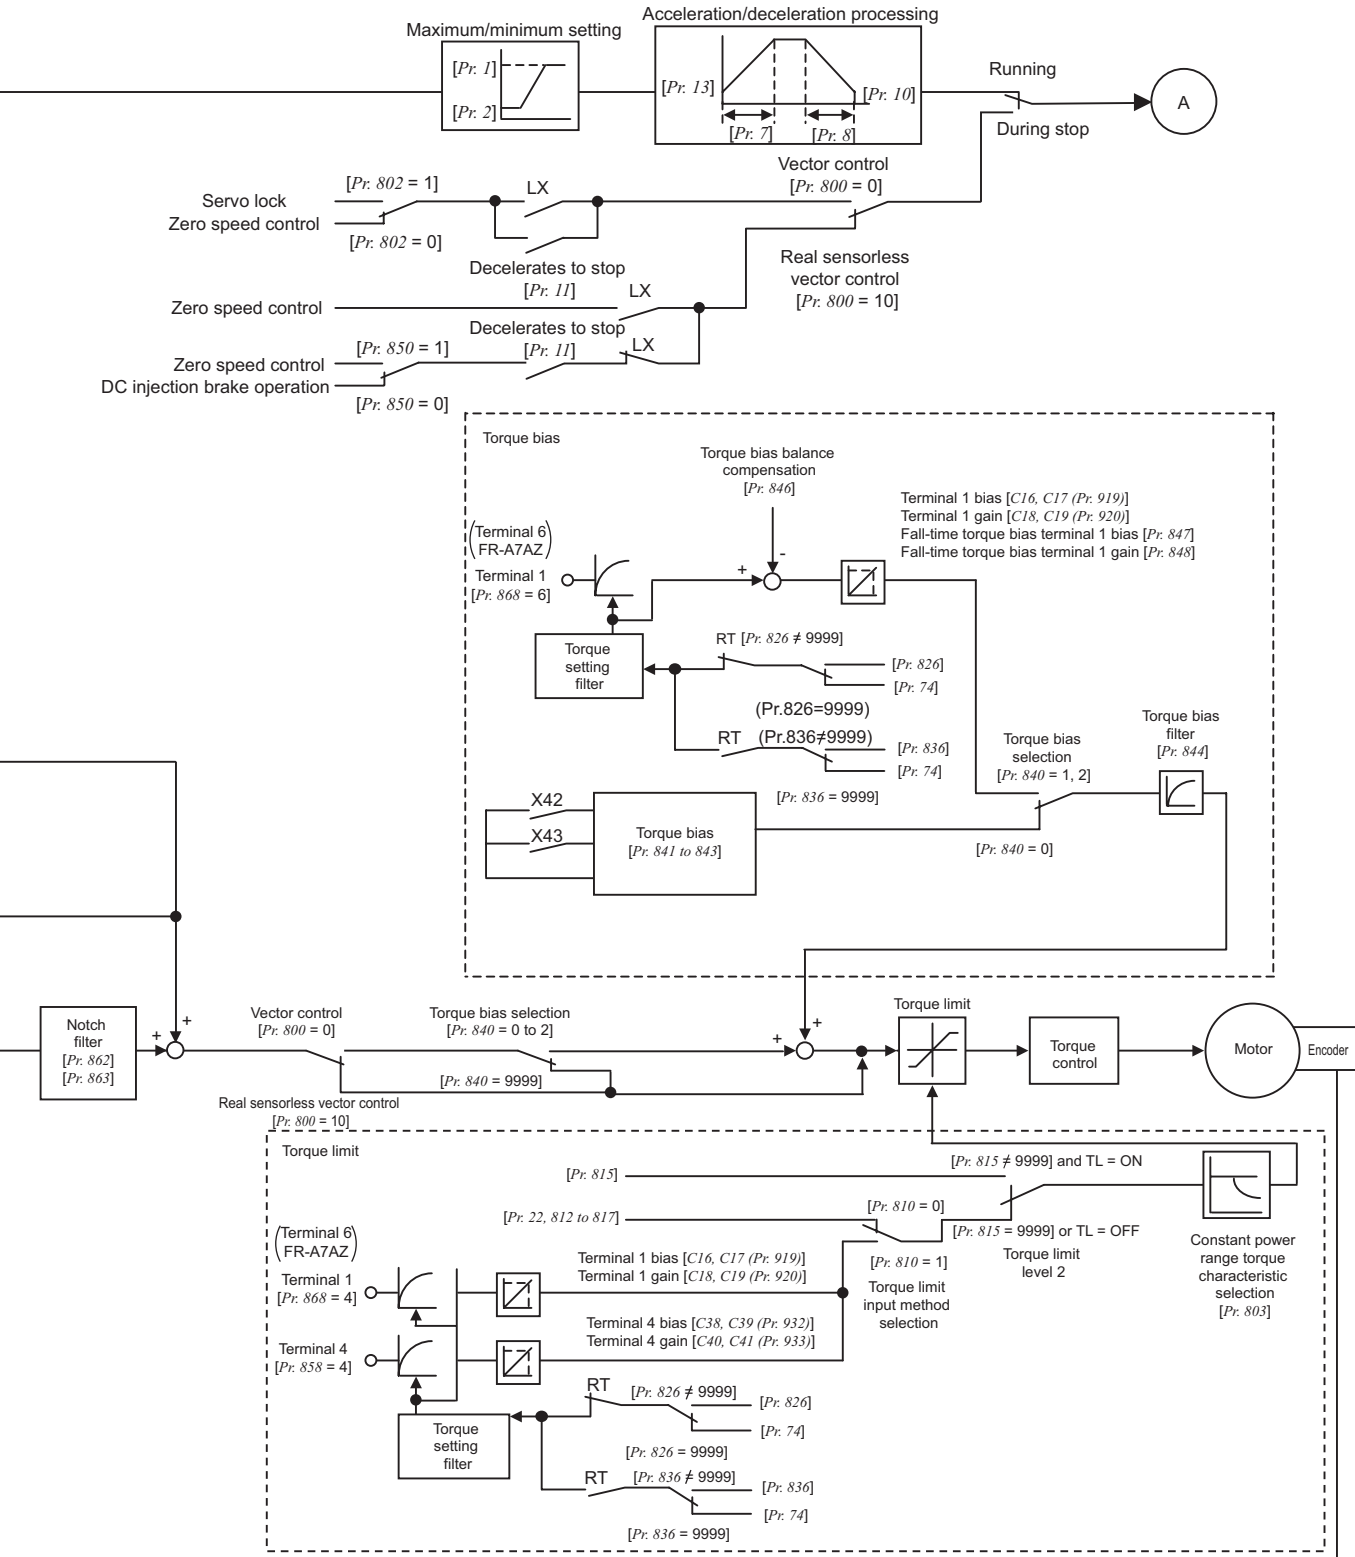 Acceleration/deceleration processing
Maximum/minimum setting
[Pr. 1]
[Pr. 2]
[Pr. 13]
[Pr. 10]
[Pr. 7]
[Pr. 8]
Running
A
During stop
Vector control
[Pr. 800 = 0]
[Pr. 802 = 1]
LX
Servo lock
Zero speed control
[Pr. 802 = 0]
Decelerates to stop
[Pr. 11]
Real sensorless
vector control
[Pr. 800 = 10]
LX
Zero speed control
Decelerates to stop
[Pr. 11]
LX
[Pr. 850 = 1]
Zero speed control
DC injection brake operation
[Pr. 850 = 0]
Torque bias
Torque bias balance
compensation
[Pr. 846]
Terminal 1 bias [C16, C17 (Pr. 919)]
Terminal 1 gain [C18, C19 (Pr. 920)]
Fall-time torque bias terminal 1 bias [Pr. 847]
Fall-time torque bias terminal 1 gain [Pr. 848]
(Terminal 6)
(FR-A7AZ)
Terminal 1
[Pr. 868 = 6]
+
-
Torque
setting
filter
RT [Pr. 826 ≠ 9999]
[Pr. 826]
[Pr. 74]
(Pr.826=9999)
RT (Pr.836≠9999)
[Pr. 836]
[Pr. 74]
[Pr. 836 = 9999]
Torque bias
selection
[Pr. 840 = 1, 2]
Torque bias
filter
[Pr. 844]
X42
X43
Torque bias
[Pr. 841 to 843]
[Pr. 840 = 0]
Notch
filter
[Pr. 862]
[Pr. 863]
+
+
Vector control
[Pr. 800 = 0]
Torque bias selection
[Pr. 840 = 0 to 2]
[Pr. 840 = 9999]
Real sensorless vector control
[Pr. 800 = 10]
+
+
Torque limit
Torque
control
Motor
Encoder
Torque limit
[Pr. 815]
[Pr. 815 ≠ 9999] and TL = ON
[Pr. 22, 812 to 817]
[Pr. 810 = 0]
[Pr. 815 = 9999] or TL = OFF
Torque limit
level 2
[Pr. 810 = 1]
Torque limit
input method
selection
Constant power
range torque
characteristic
selection
[Pr. 803]
(Terminal 6)
(FR-A7AZ)
Terminal 1
[Pr. 868 = 4]
Terminal 1 bias [C16, C17 (Pr. 919)]
Terminal 1 gain [C18, C19 (Pr. 920)]
Terminal 4
[Pr. 858 = 4]
Terminal 4 bias [C38, C39 (Pr. 932)]
Terminal 4 gain [C40, C41 (Pr. 933)]
Torque
setting
filter
RT
[Pr. 826 ≠ 9999]
[Pr. 826]
[Pr. 74]
[Pr. 826 = 9999]
RT
[Pr. 836 ≠ 9999]
[Pr. 836]
[Pr. 74]
[Pr. 836 = 9999]